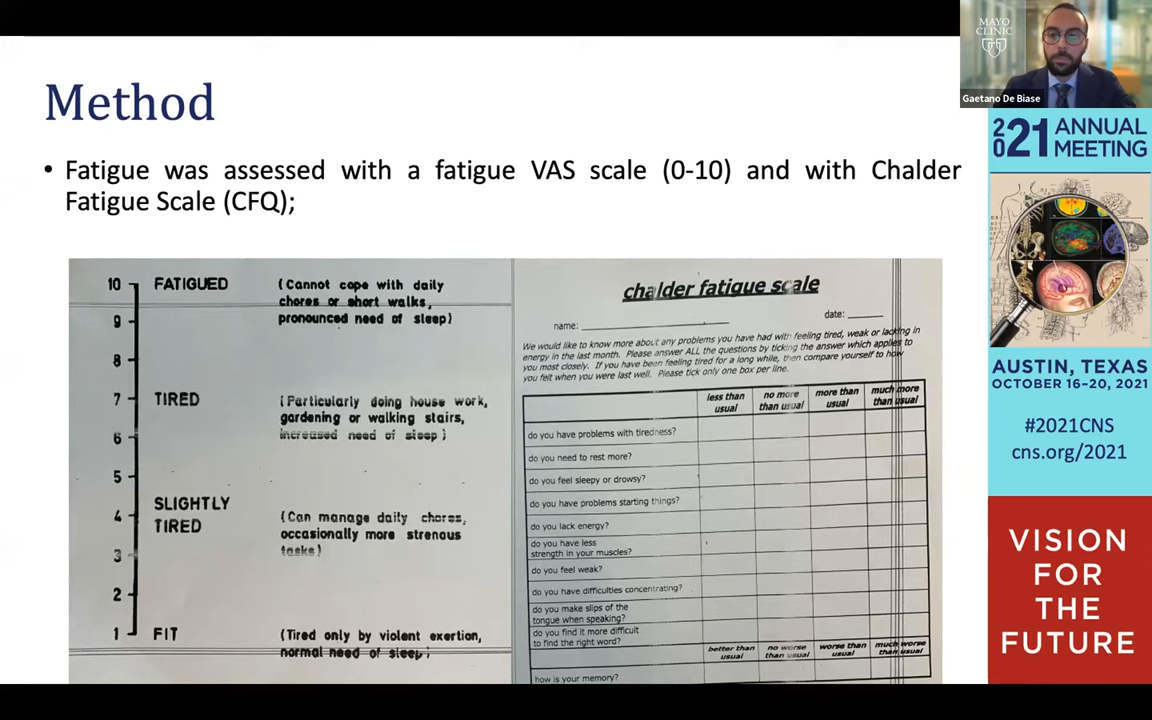 Method
• Fatigue was assessed with a fatigue VAS scale (0-10) and with Chalder
Fatigue Scale (CFQ);
10 FATIGUED (Cannot cope with daily
chores or short walks,
pronounced need of sleep)
9
8
7 TIRED (Particularly doing house work,
gardening or walking stairs,
increased need of sleep)
6
5
SLIGHTLY
4 TIRED (Can manage daily chores,
occasionally more strenous
tasks)
3
2
1 FIT (Tired only by violent exertion,
normal need of sleep)
chalder fatigue scale
name: date:
We would like to know more about any problems you have had with feeling tired, weak or lacking in
energy in the last month. Please answer ALL the questions by ticking the answer which applies to
you most closely. If you have been feeling tired for a long while, then compare yourself to how
you felt when you were last well. Please tick only one box per line.
less than usual no more than usual more than usual much more than usual
do you have problems with tiredness?
do you need to rest more?
do you feel sleepy or drowsy?
do you have problems starting things?
do you lack energy?
do you have less
strength in your muscles?
do you feel weak?
do you have difficulties concentrating?
do you make slips of the
tongue when speaking?
do you find it more difficult
to find the right word?
better than usual no worse than usual worse than usual much worse than usual
how is your memory?
MAYO
CLINIC
Gaetano De Biase
2021 ANNUAL
MEETING
AUSTIN, TEXAS
OCTOBER 16–20, 2021
#2021CNS
cns.org/2021
VISION
FOR
THE
FUTURE